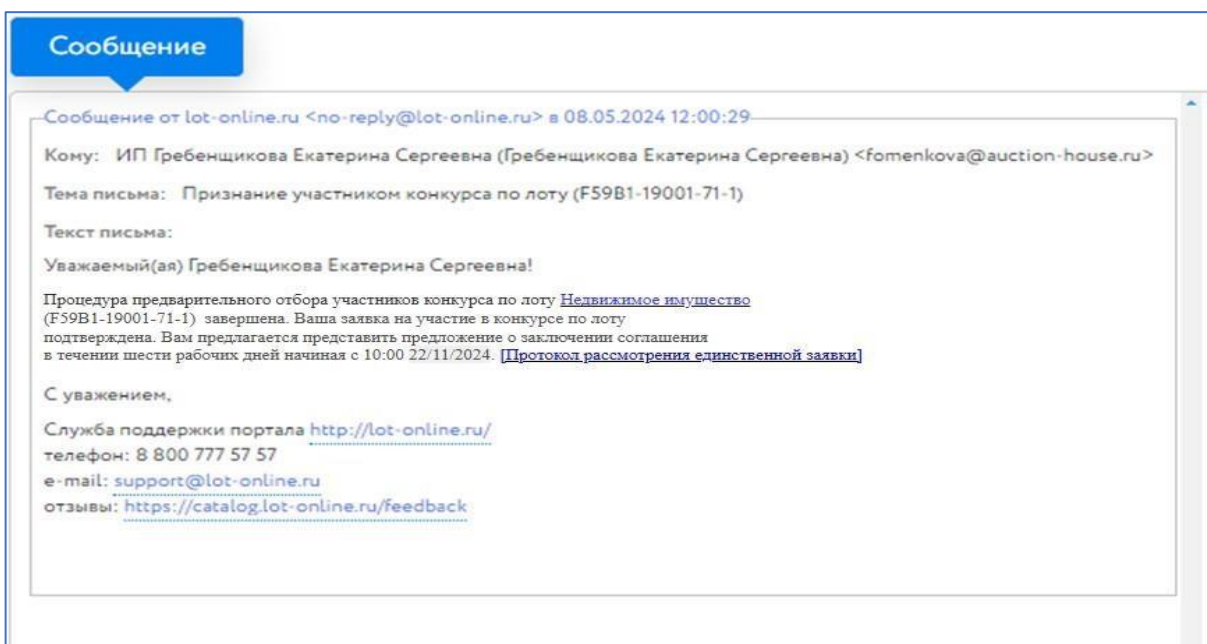 Сообщение
Сообщение от lot-online.ru <no-reply@lot-online.ru> в 08.05.2024 12:00:29
Кому: ИП Гребенщикова Екатерина Сергеевна (Гребенщикова Екатерина Сергеевна) <fomenkova@auction-house.ru>
Тема письма: Признание участником конкурса по лоту (F59B1-19001-71-1)
Текст письма:
Уважаемый(ая) Гребенщикова Екатерина Сергеевна!
Процедура предварительного отбора участников конкурса по лоту Недвижимое имущество
(F59B1-19001-71-1) завершена. Ваша заявка на участие в конкурсе по лоту
подтверждена. Вам предлагается представить предложение о заключении соглашения
в течении шести рабочих дней начиная с 10:00 22/11/2024. [Протокол рассмотрения единственной заявки]
С уважением,
Служба поддержки портала http://lot-online.ru/
телефон: 8 800 777 57 57
e-mail: support@lot-online.ru
отзывы: https://catalog.lot-online.ru/feedback